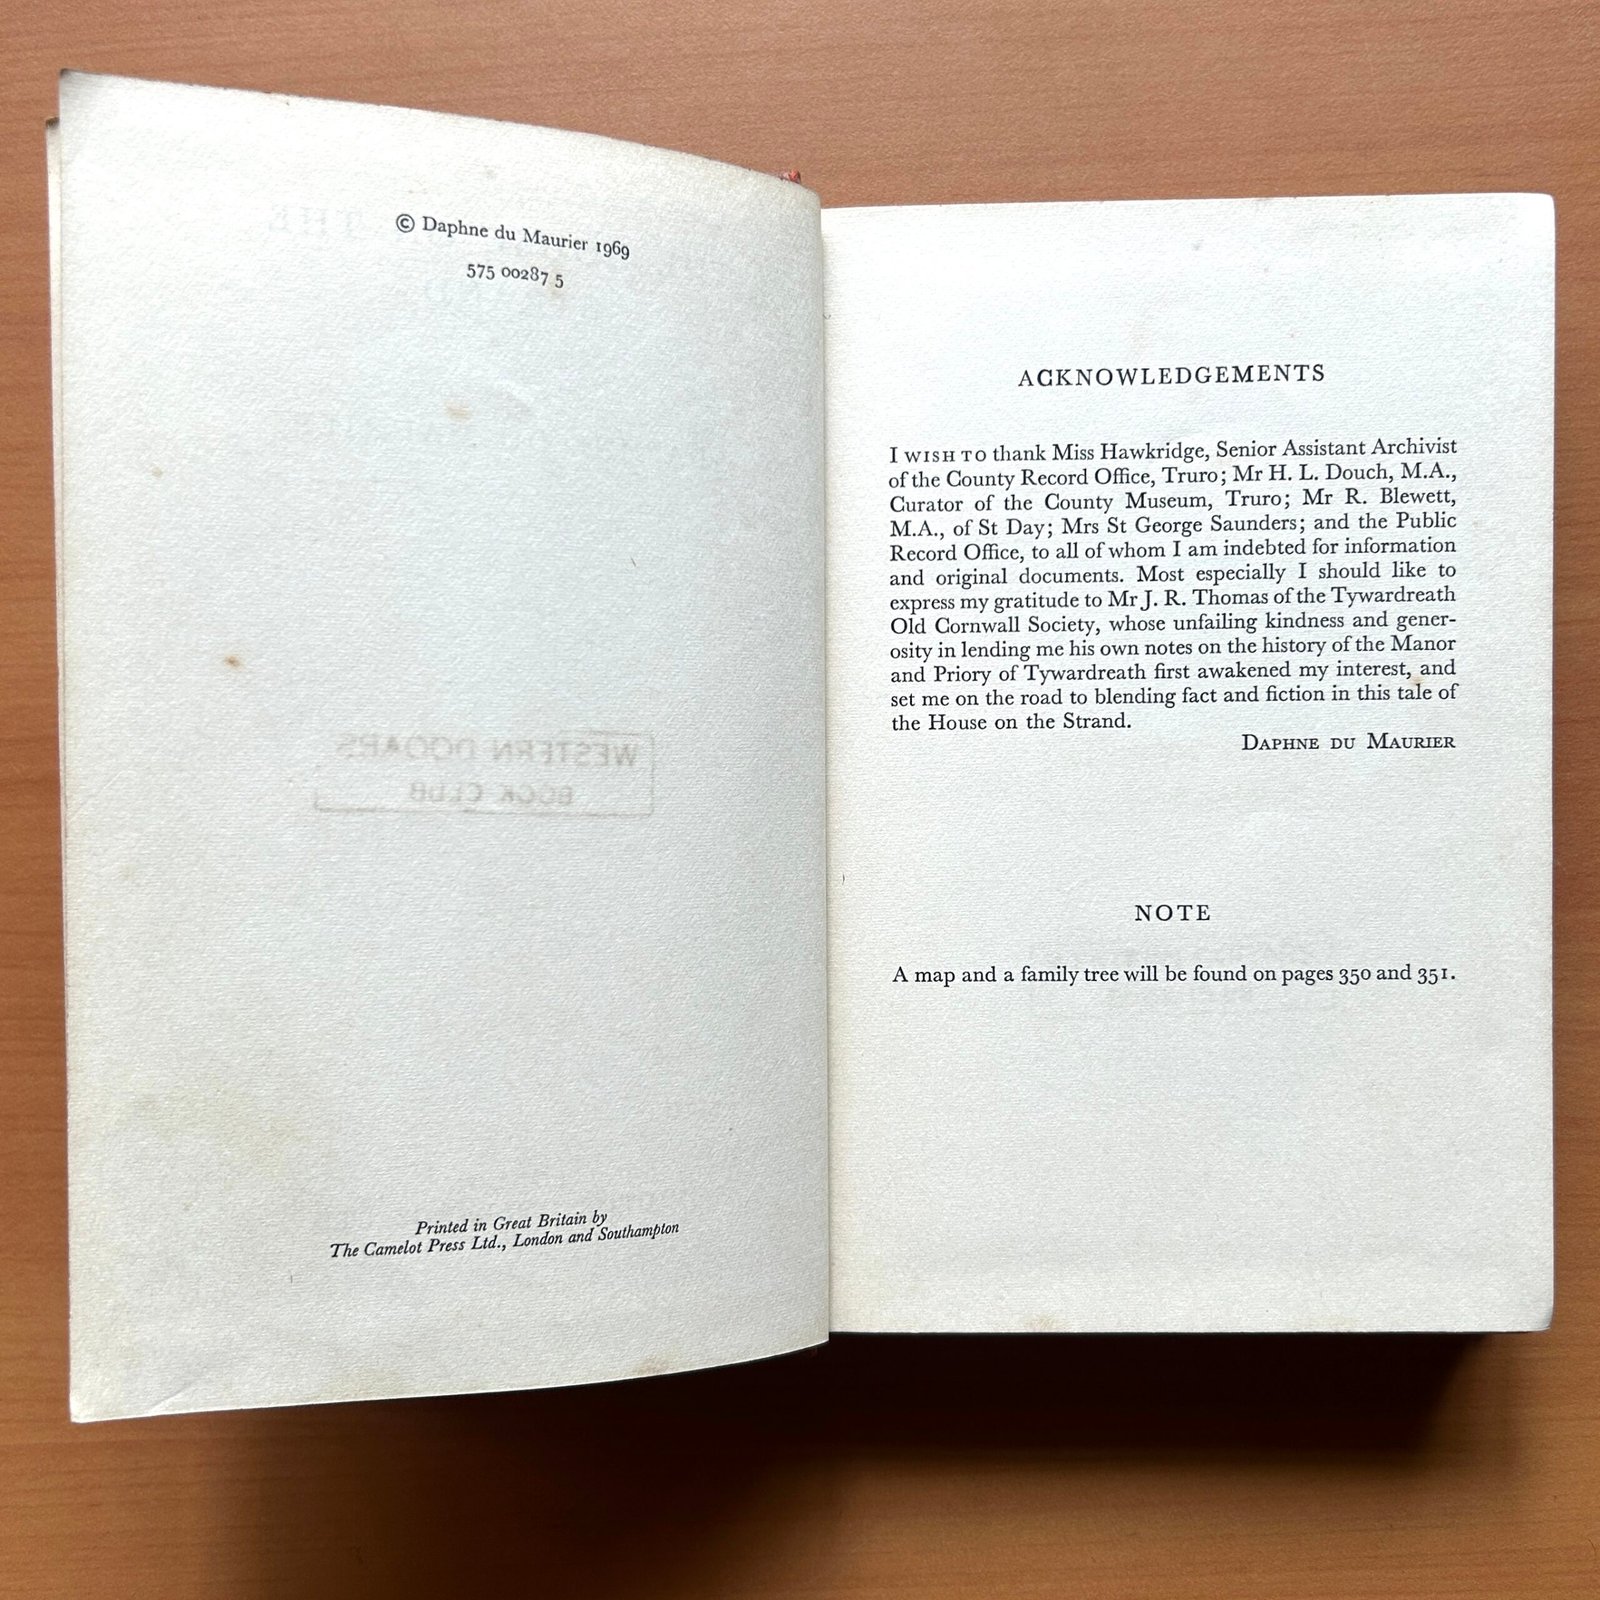 © Daphne du Maurier 1969
575 00287 5
WESTERN
BOOK CLUB
Printed in Great Britain by
The Camelot Press Ltd., London and Southampton
ACKNOWLEDGEMENTS
I WISH TO thank Miss Hawkridge, Senior Assistant Archivist
of the County Record Office, Truro; Mr H. L. Douch, M.A.,
Curator of the County Museum, Truro; Mr R. Blewett,
M.A., of St Day; Mrs St George Saunders; and the Public
Record Office, to all of whom I am indebted for information
and original documents. Most especially I should like to
express my gratitude to Mr J. R. Thomas of the Tywardreath
Old Cornwall Society, whose unfailing kindness and gener-
osity in lending me his own notes on the history of the Manor
and Priory of Tywardreath first awakened my interest, and
set me on the road to blending fact and fiction in this tale of
the House on the Strand.
DAPHNE DU MAURIER
NOTE
A map and a family tree will be found on pages 350 and 351.